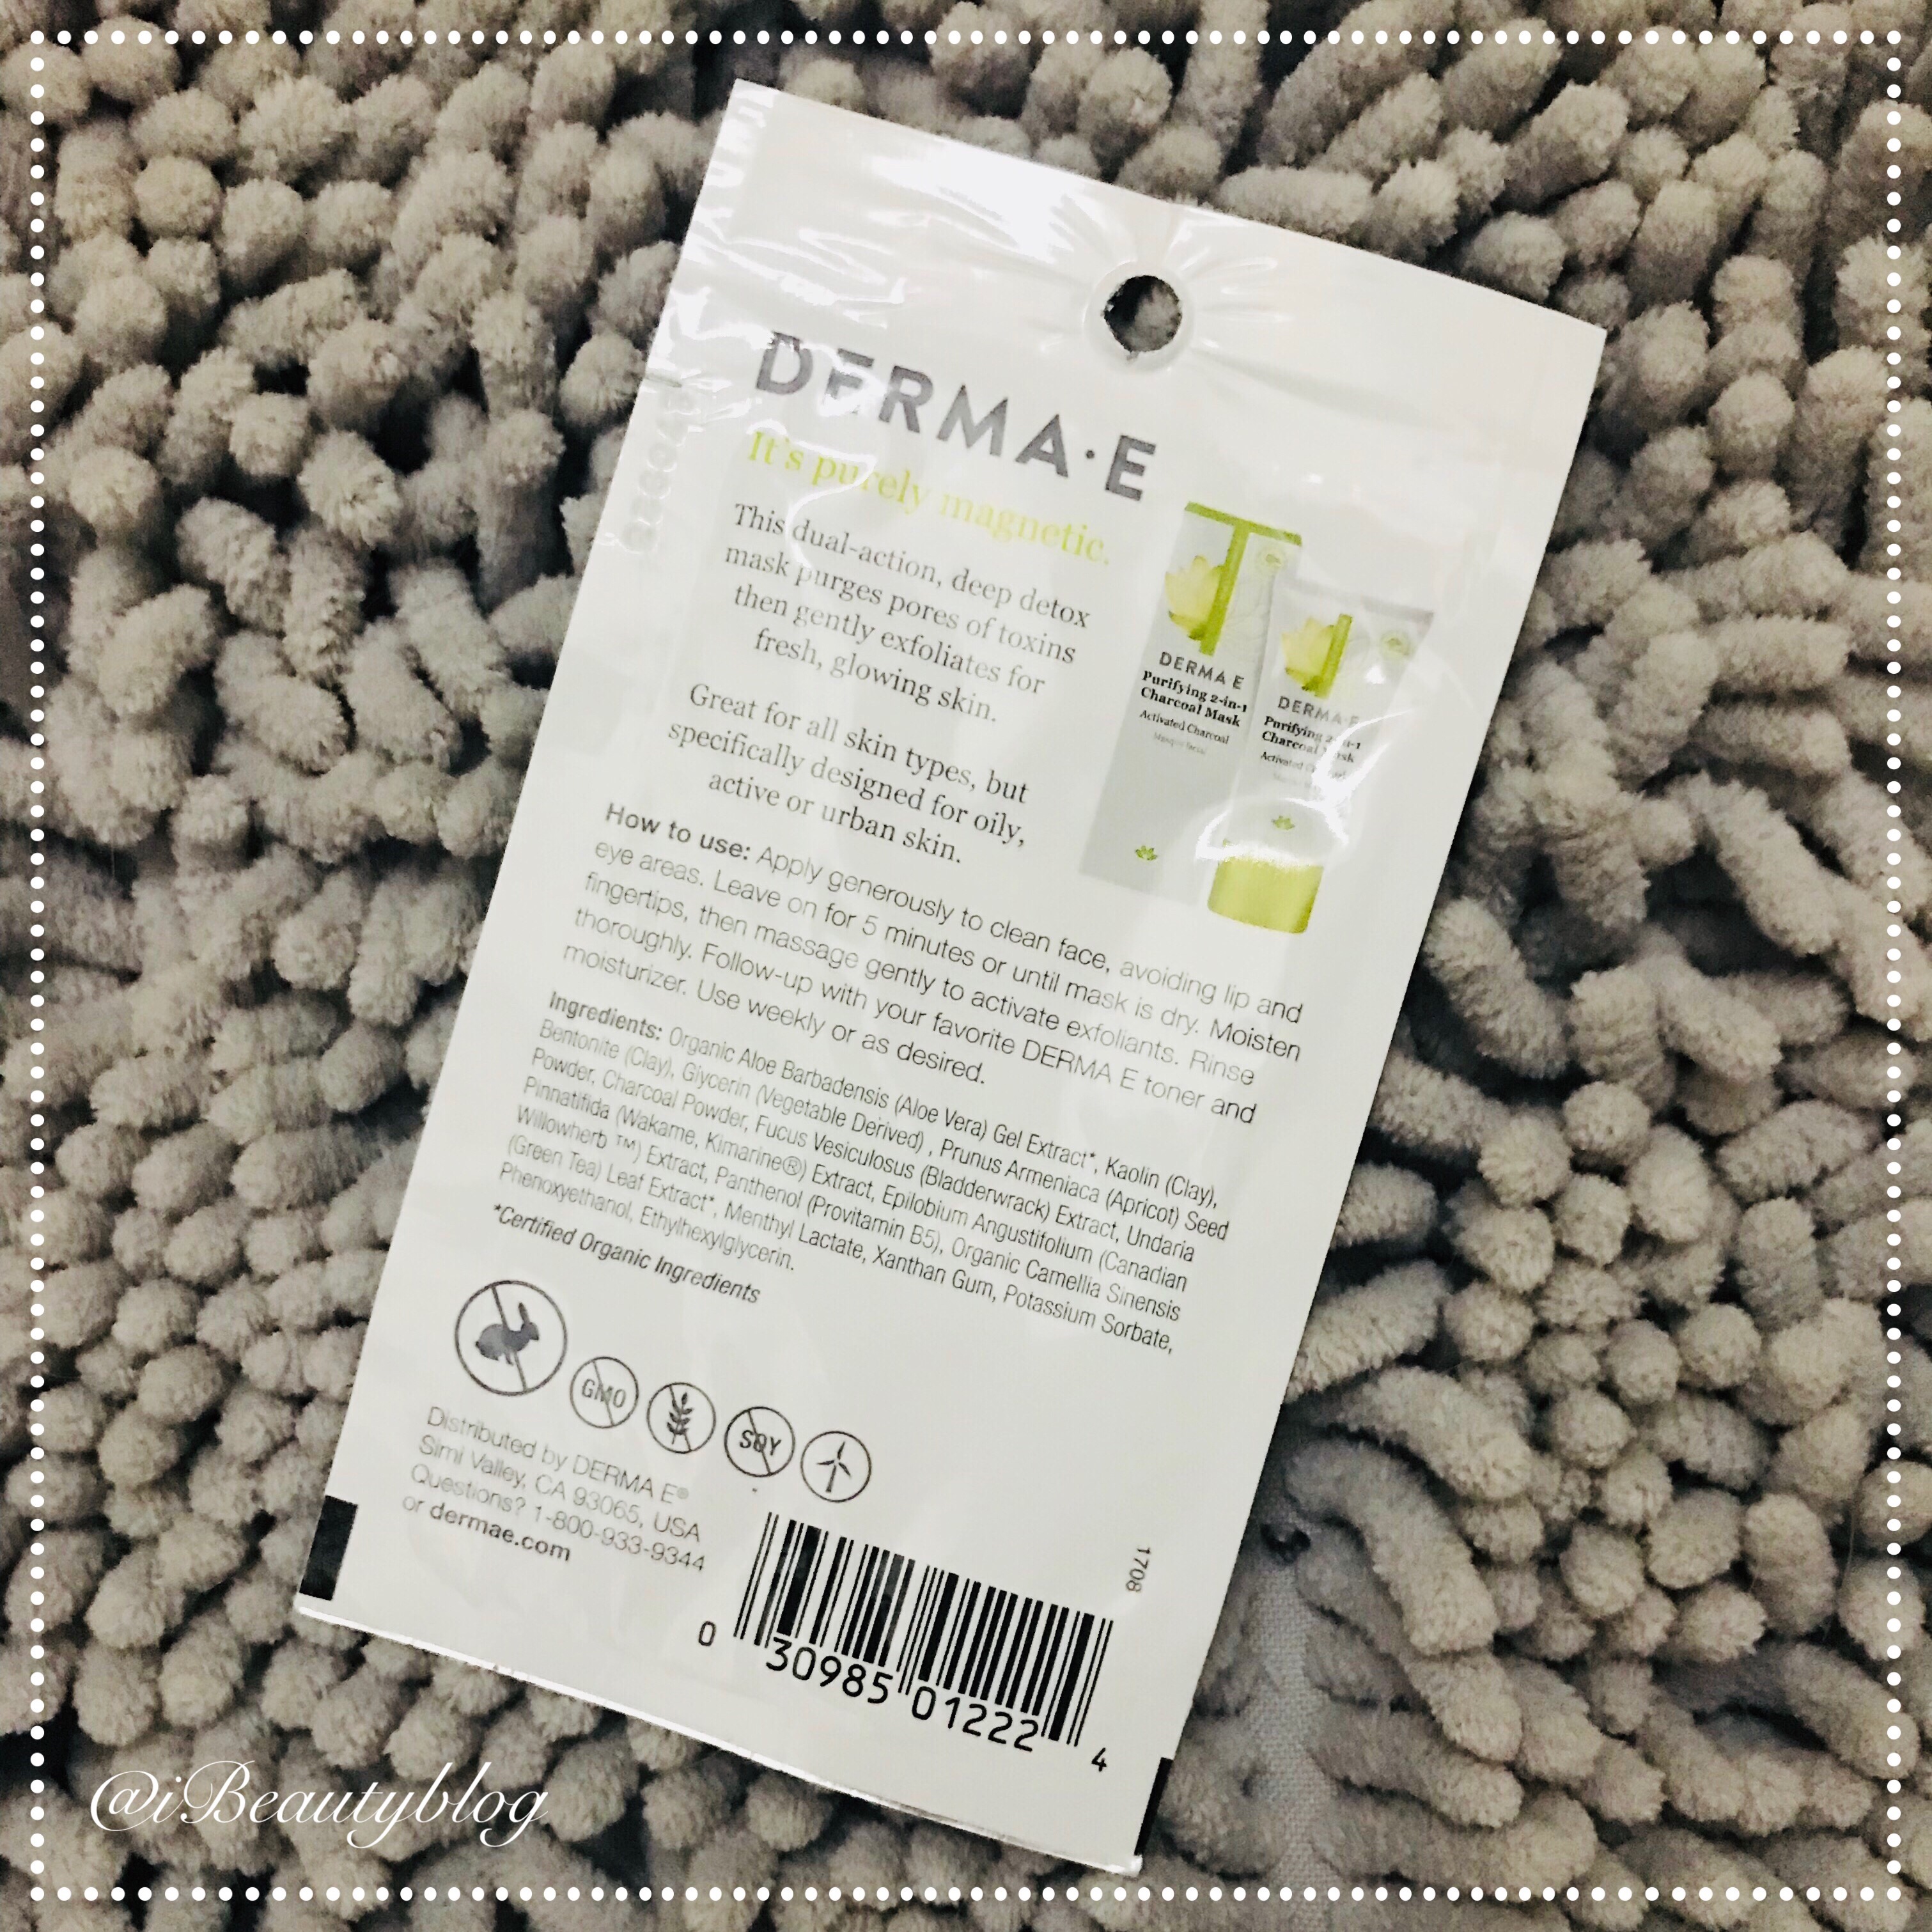 DERMA·E
It's purely magnetic.
This dual-action, deep detox
mask purges pores of toxins
then gently exfoliates for
fresh, glowing skin.
Great for all skin types, but
specifically designed for oily,
active or urban skin.
DERMA E
Purifying 2-in-1
Charcoal Mask
Activated Charcoal
DERMA·E
Purifying 2-in-1
Charcoal Mask
Activated Charcoal
How to use: Apply generously to clean face, avoiding lip and
eye areas. Leave on for 5 minutes or until mask is dry. Moisten
fingertips, then massage gently to activate exfoliants. Rinse
thoroughly. Follow-up with your favorite DERMA E toner and
moisturizer. Use weekly or as desired.
Ingredients: Organic Aloe Barbadensis (Aloe Vera) Gel Extract*, Kaolin (Clay),
Bentonite (Clay), Glycerin (Vegetable Derived) , Prunus Armeniaca (Apricot) Seed
Powder, Charcoal Powder, Fucus Vesiculosus (Bladderwrack) Extract, Undaria
Pinnatifida (Wakame, Kimarine®) Extract, Epilobium Angustifolium (Canadian
Willowherb ™) Extract, Panthenol (Provitamin B5), Organic Camellia Sinensis
(Green Tea) Leaf Extract*, Menthyl Lactate, Xanthan Gum, Potassium Sorbate,
Phenoxyethanol, Ethylhexylglycerin.
*Certified Organic Ingredients
GMO
SOY
Distributed by DERMA E®
Simi Valley, CA 93065, USA
Questions? 1-800-933-9344
or dermae.com
1708
0 30985 01222 4
@iBeautyblog